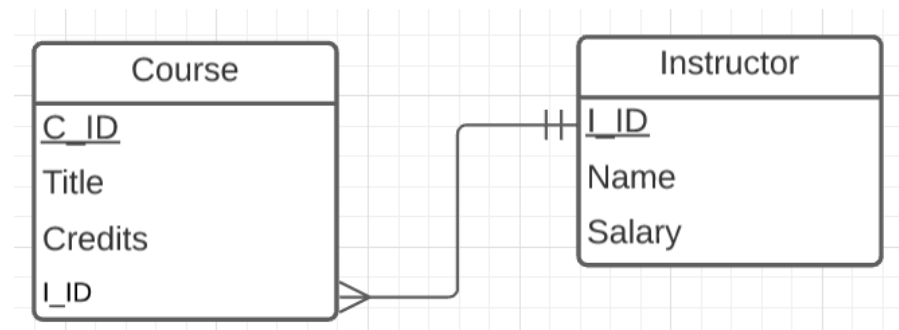 Course
C_ID
Title
Credits
I_ID
Instructor
I_ID
Name
Salary